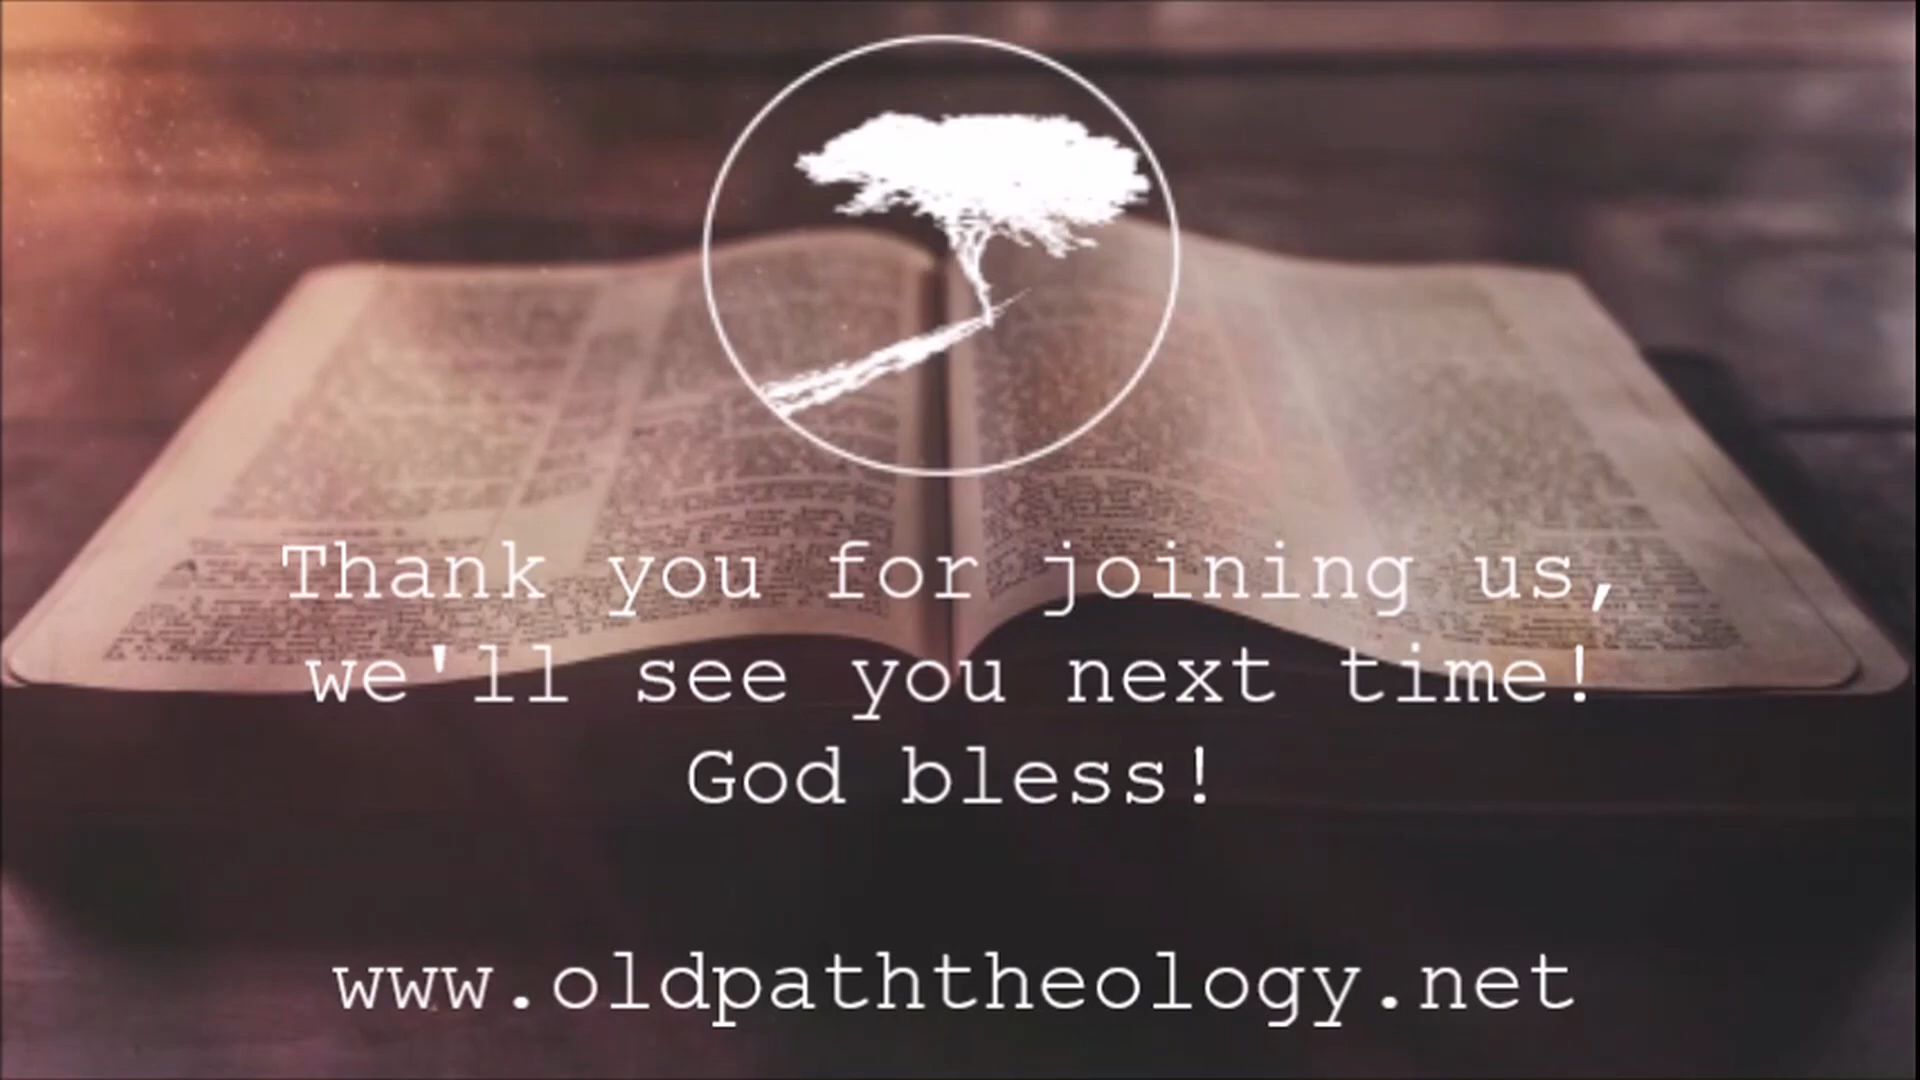 Thank you for joining us,
we'll see you next time!
God bless!
www.oldpaththeology.net